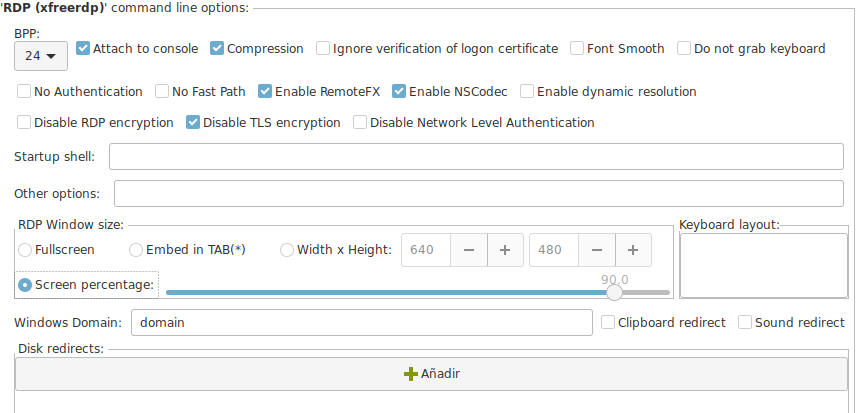 'RDP (xfreerdp)' command line options:
BPP:
24 Attach to console Compression Ignore verification of logon certificate Font Smooth Do not grab keyboard
No Authentication No Fast Path Enable RemoteFX Enable NSCodec Enable dynamic resolution
Disable RDP encryption Disable TLS encryption Disable Network Level Authentication
Startup shell:
Other options:
RDP Window size: Keyboard layout:
Fullscreen Embed in TAB(*) Width x Height: 640 − + 480 − +
Screen percentage: 90,0
Windows Domain: domain Clipboard redirect Sound redirect
Disk redirects:
Añadir